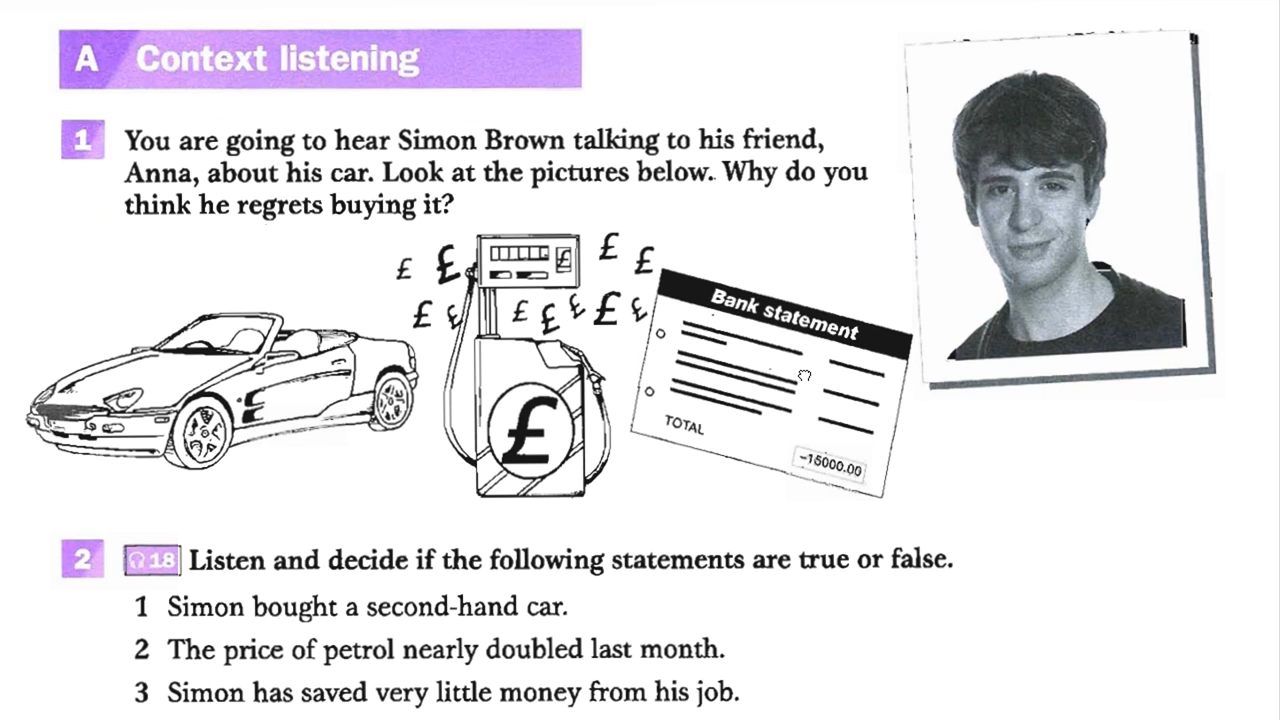 A Context listening
1 You are going to hear Simon Brown talking to his friend,
Anna, about his car. Look at the pictures below. Why do you
think he regrets buying it?
£ £ £ £ £
£ £ £ £ £ £ £
Bank statement
£
TOTAL
−15000.00
2 18 Listen and decide if the following statements are true or false.
1 Simon bought a second-hand car.
2 The price of petrol nearly doubled last month.
3 Simon has saved very little money from his job.